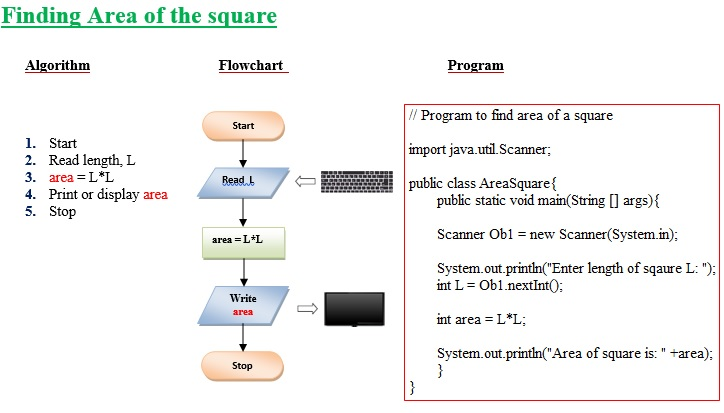 Finding Area of the square
Algorithm
1. Start
2. Read length, L
3. area = L*L
4. Print or display area
5. Stop
Flowchart
Start
Read L
area = L*L
Write
area
Stop
Program
// Program to find area of a square
import java.util.Scanner;
public class AreaSquare{
public static void main(String [] args){
Scanner Ob1 = new Scanner(System.in);
System.out.println("Enter length of sqaure L: ");
int L = Ob1.nextInt();
int area = L*L;
System.out.println("Area of square is: " +area);
}
}